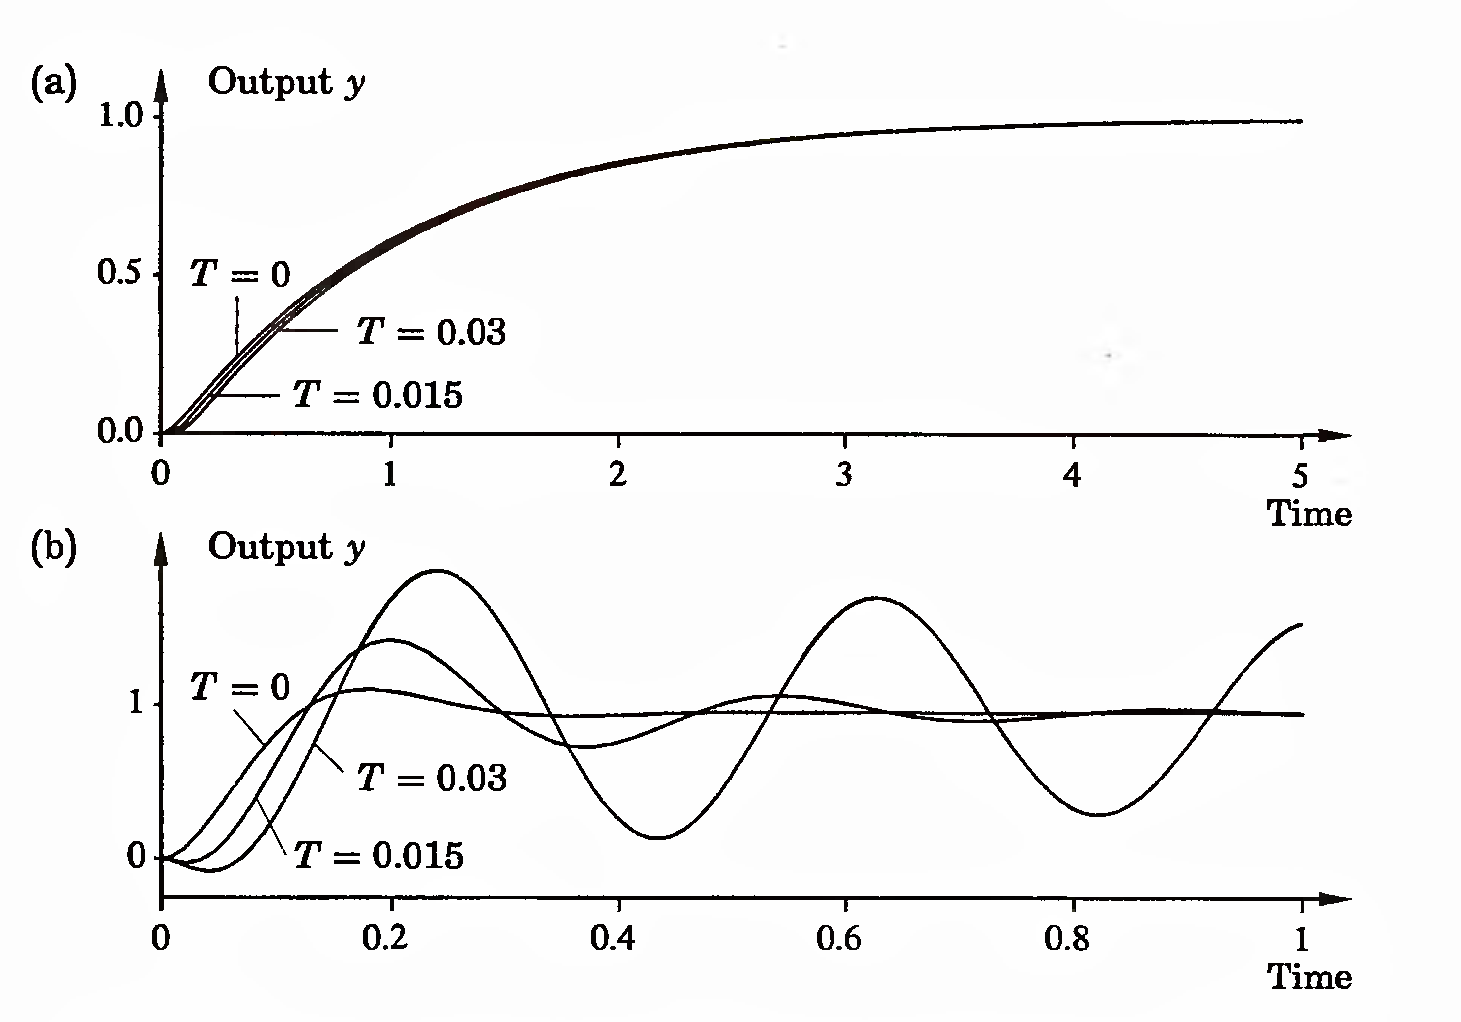 (a) Output y
1.0
0.5
T = 0
T = 0.03
T = 0.015
0.0
0 1 2 3 4 5
Time
(b) Output y
1
T = 0
T = 0.03
T = 0.015
0
0 0.2 0.4 0.6 0.8 1
Time